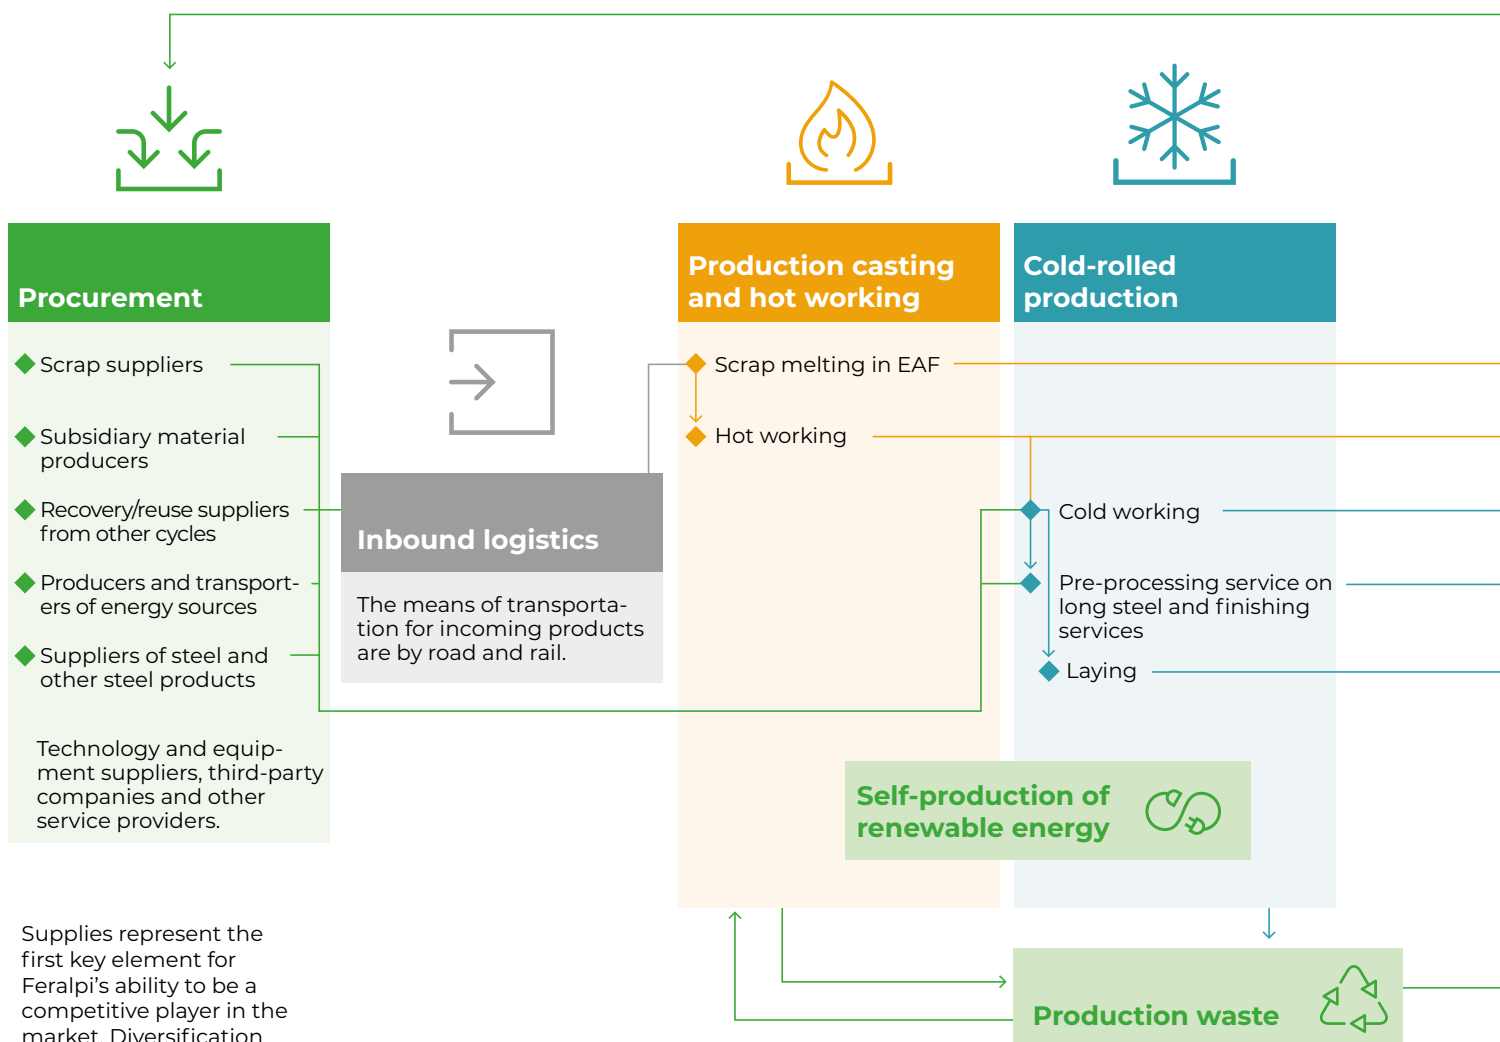 Procurement
Scrap suppliers
Subsidiary material
producers
Recovery/reuse suppliers
from other cycles
Producers and transport-
ers of energy sources
Suppliers of steel and
other steel products
Technology and equip-
ment suppliers, third-party
companies and other
service providers.
Supplies represent the
first key element for
Feralpi’s ability to be a
competitive player in the
market. Diversification
Inbound logistics
The means of transporta-
tion for incoming products
are by road and rail.
Production casting
and hot working
Scrap melting in EAF
Hot working
Cold-rolled
production
Cold working
Pre-processing service on
long steel and finishing
services
Laying
Self-production of
renewable energy
Production waste